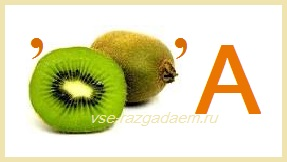 ’ ’ А
vse-razgadaem.ru